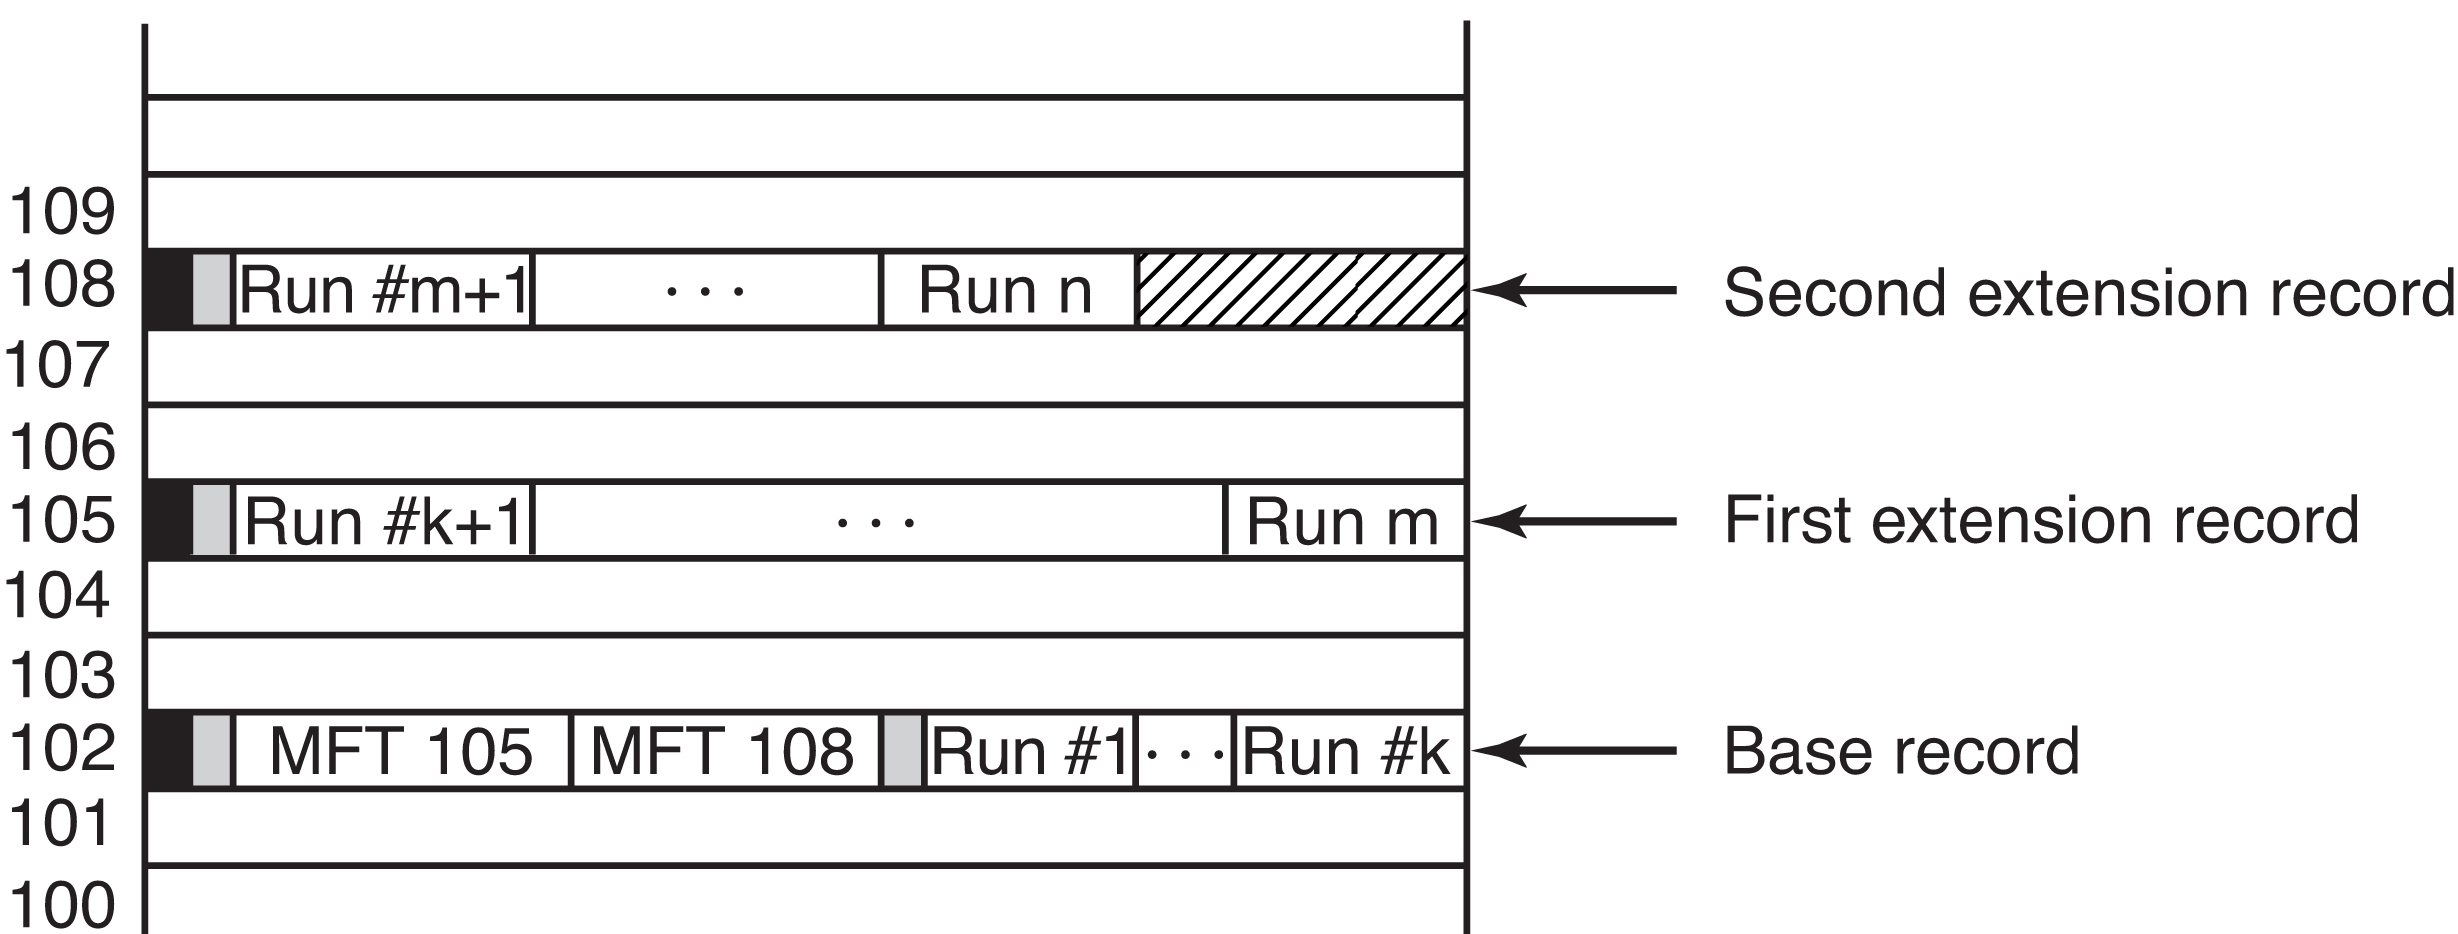 109
108 Run #m+1 . . . Run n Second extension record
107
106
105 Run #k+1 . . . Run m First extension record
104
103
102 MFT 105 MFT 108 Run #1 . . . Run #k Base record
101
100